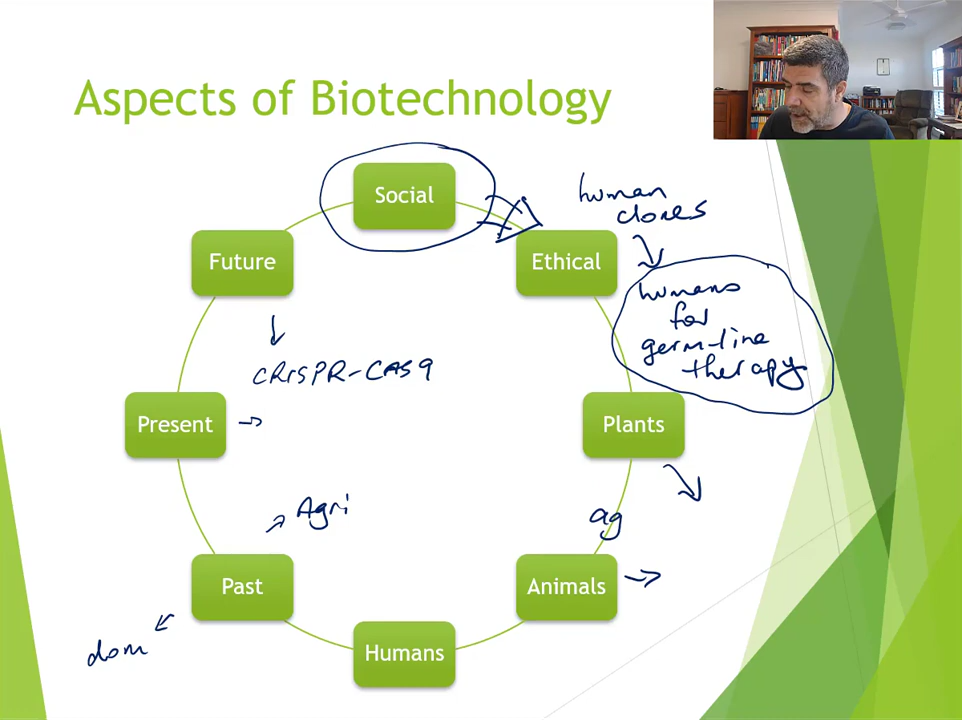 Aspects of Biotechnology
Social
human
clones
Future
Ethical
humans
for
germ-line
therapy
CRISPR-CAS9
Present
Plants
Agri
ag
Past
Animals
dom
Humans